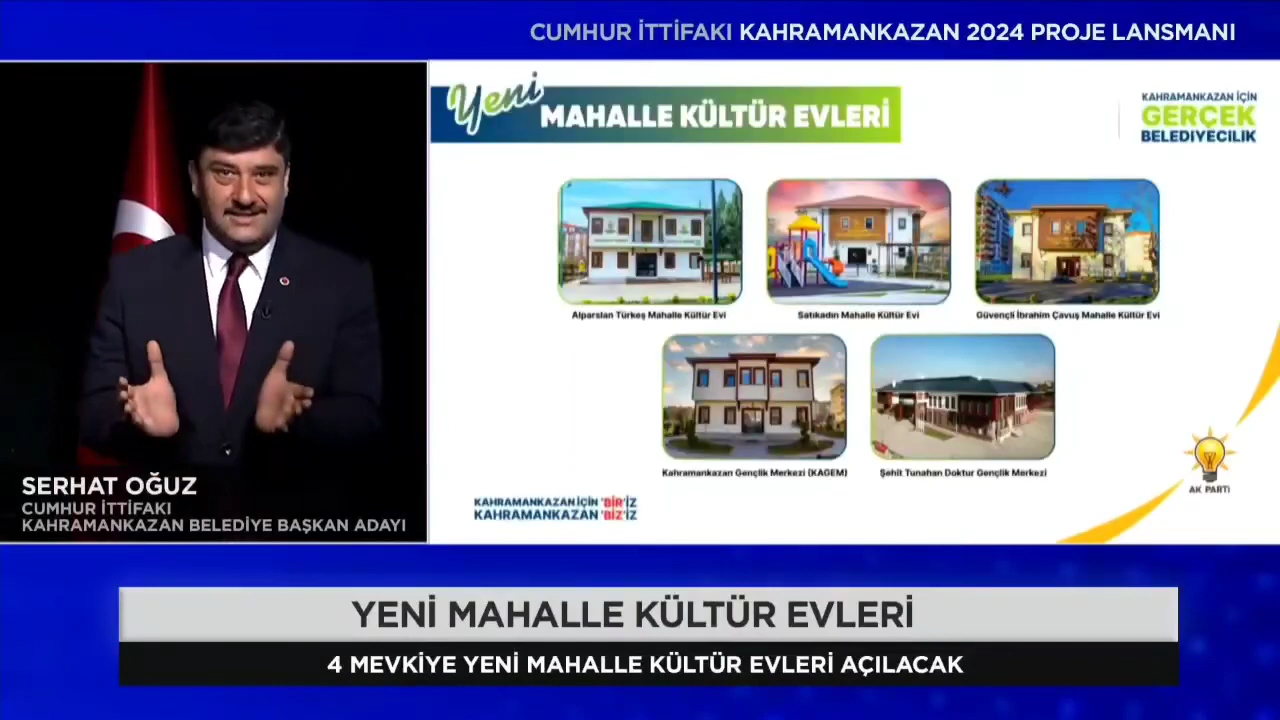 CUMHUR İTTİFAKI KAHRAMANKAZAN 2024 PROJE LANSMANI
Yeni MAHALLE KÜLTÜR EVLERİ
KAHRAMANKAZAN İÇİN
GERÇEK
BELEDİYECİLİK
Alparslan Türkeş Mahalle Kültür Evi
Satıkadın Mahalle Kültür Evi
Güvençli İbrahim Çavuş Mahalle Kültür Evi
Kahramankazan Gençlik Merkezi (KAGEM)
Şehit Tunahan Doktur Gençlik Merkezi
AK PARTİ
KAHRAMANKAZAN İÇİN 'BİR'İZ
KAHRAMANKAZAN 'BİZ'İZ
SERHAT OĞUZ
CUMHUR İTTİFAKI
KAHRAMANKAZAN BELEDİYE BAŞKAN ADAYI
YENİ MAHALLE KÜLTÜR EVLERİ
4 MEVKİYE YENİ MAHALLE KÜLTÜR EVLERİ AÇILACAK